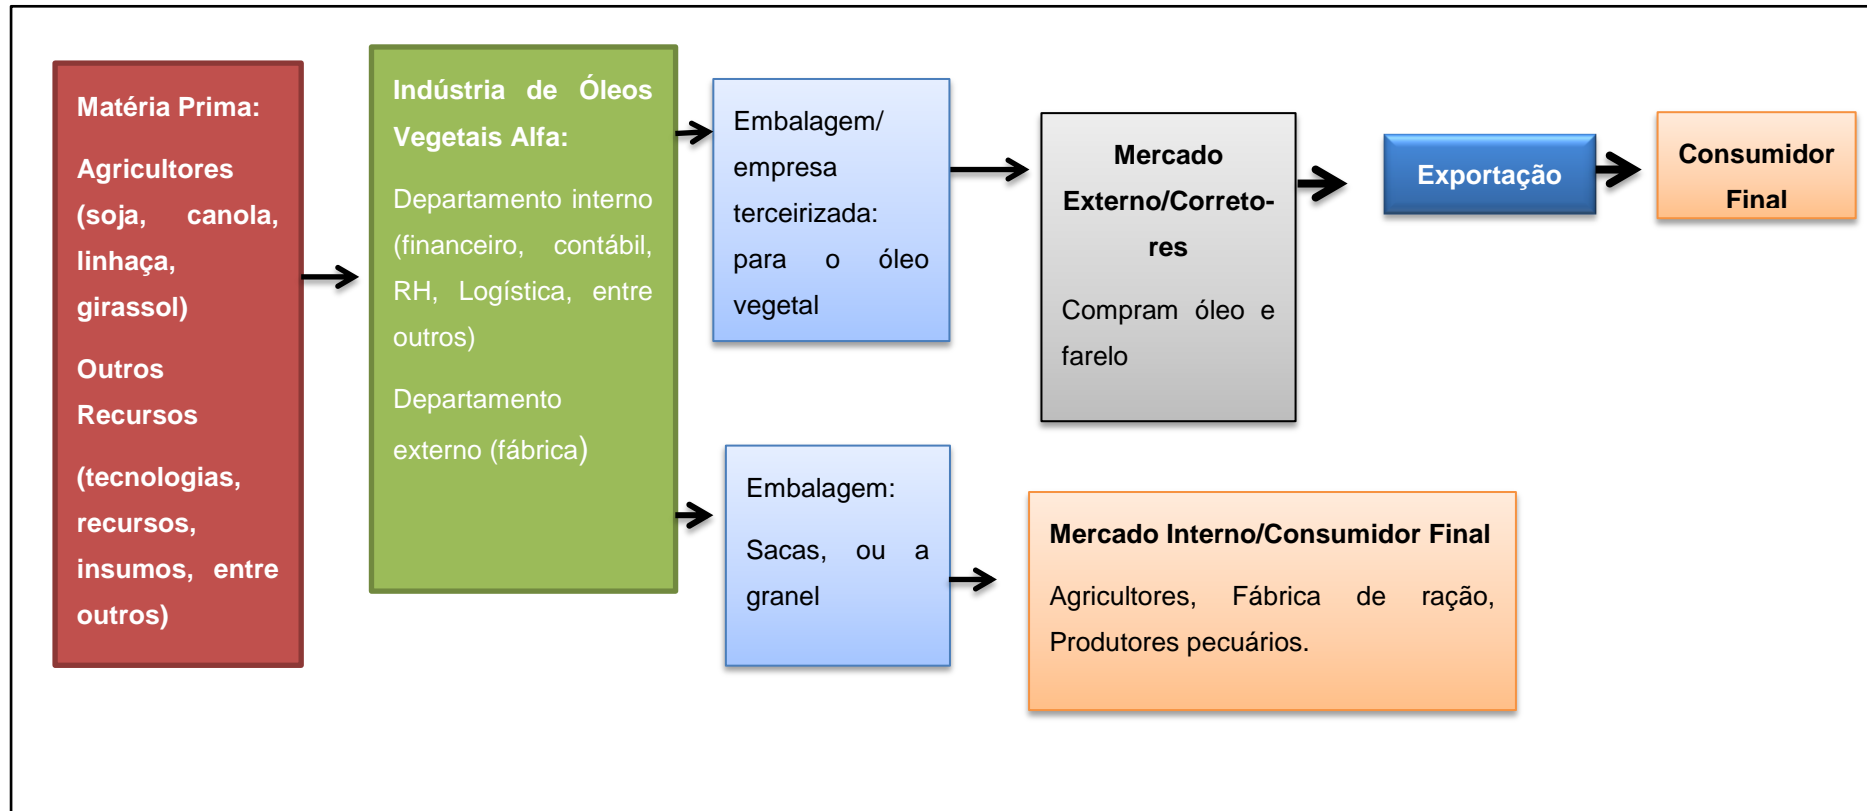 Matéria Prima:
Agricultores
(soja, canola,
linhaça,
girassol)
Outros
Recursos
(tecnologias,
recursos,
insumos, entre
outros)
Indústria de Óleos
Vegetais Alfa:
Departamento interno
(financeiro, contábil,
RH, Logística, entre
outros)
Departamento
externo (fábrica)
Embalagem/
empresa
terceirizada:
para o óleo
vegetal
Mercado
Externo/Correto-
res
Compram óleo e
farelo
Exportação
Consumidor
Final
Embalagem:
Sacas, ou a
granel
Mercado Interno/Consumidor Final
Agricultores, Fábrica de ração,
Produtores pecuários.